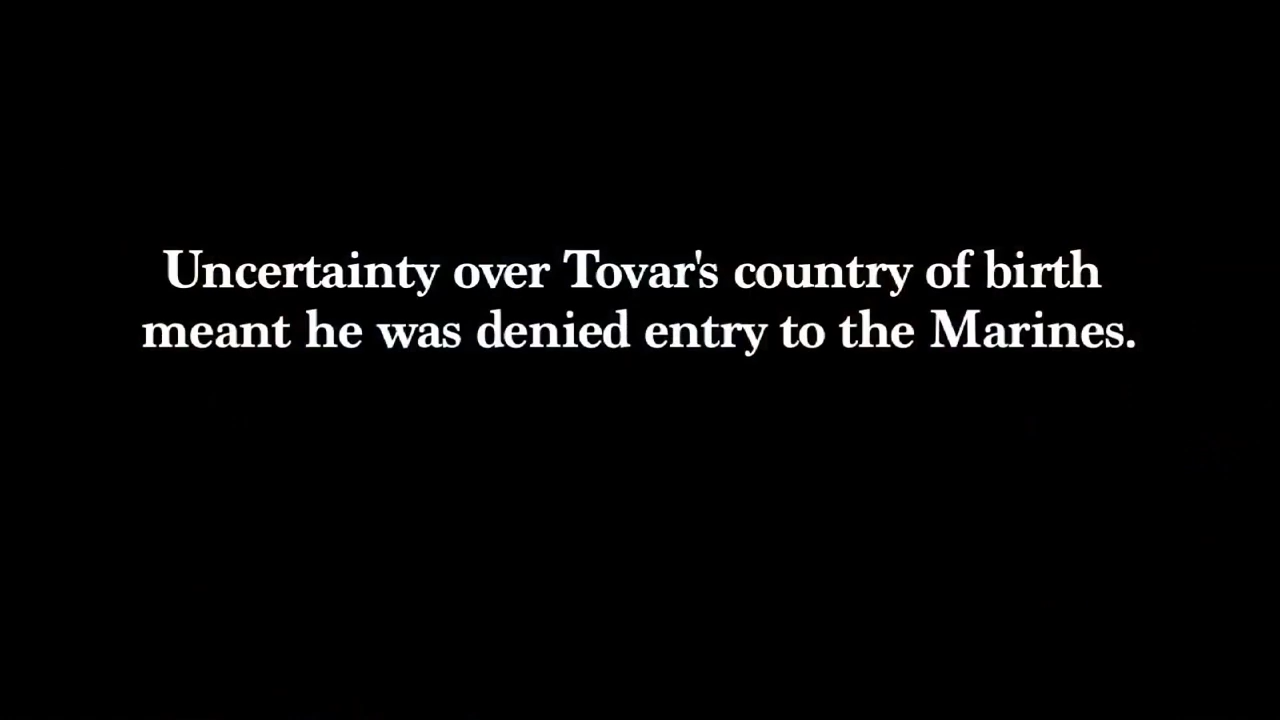 Uncertainty over Tovar's country of birth
meant he was denied entry to the Marines.